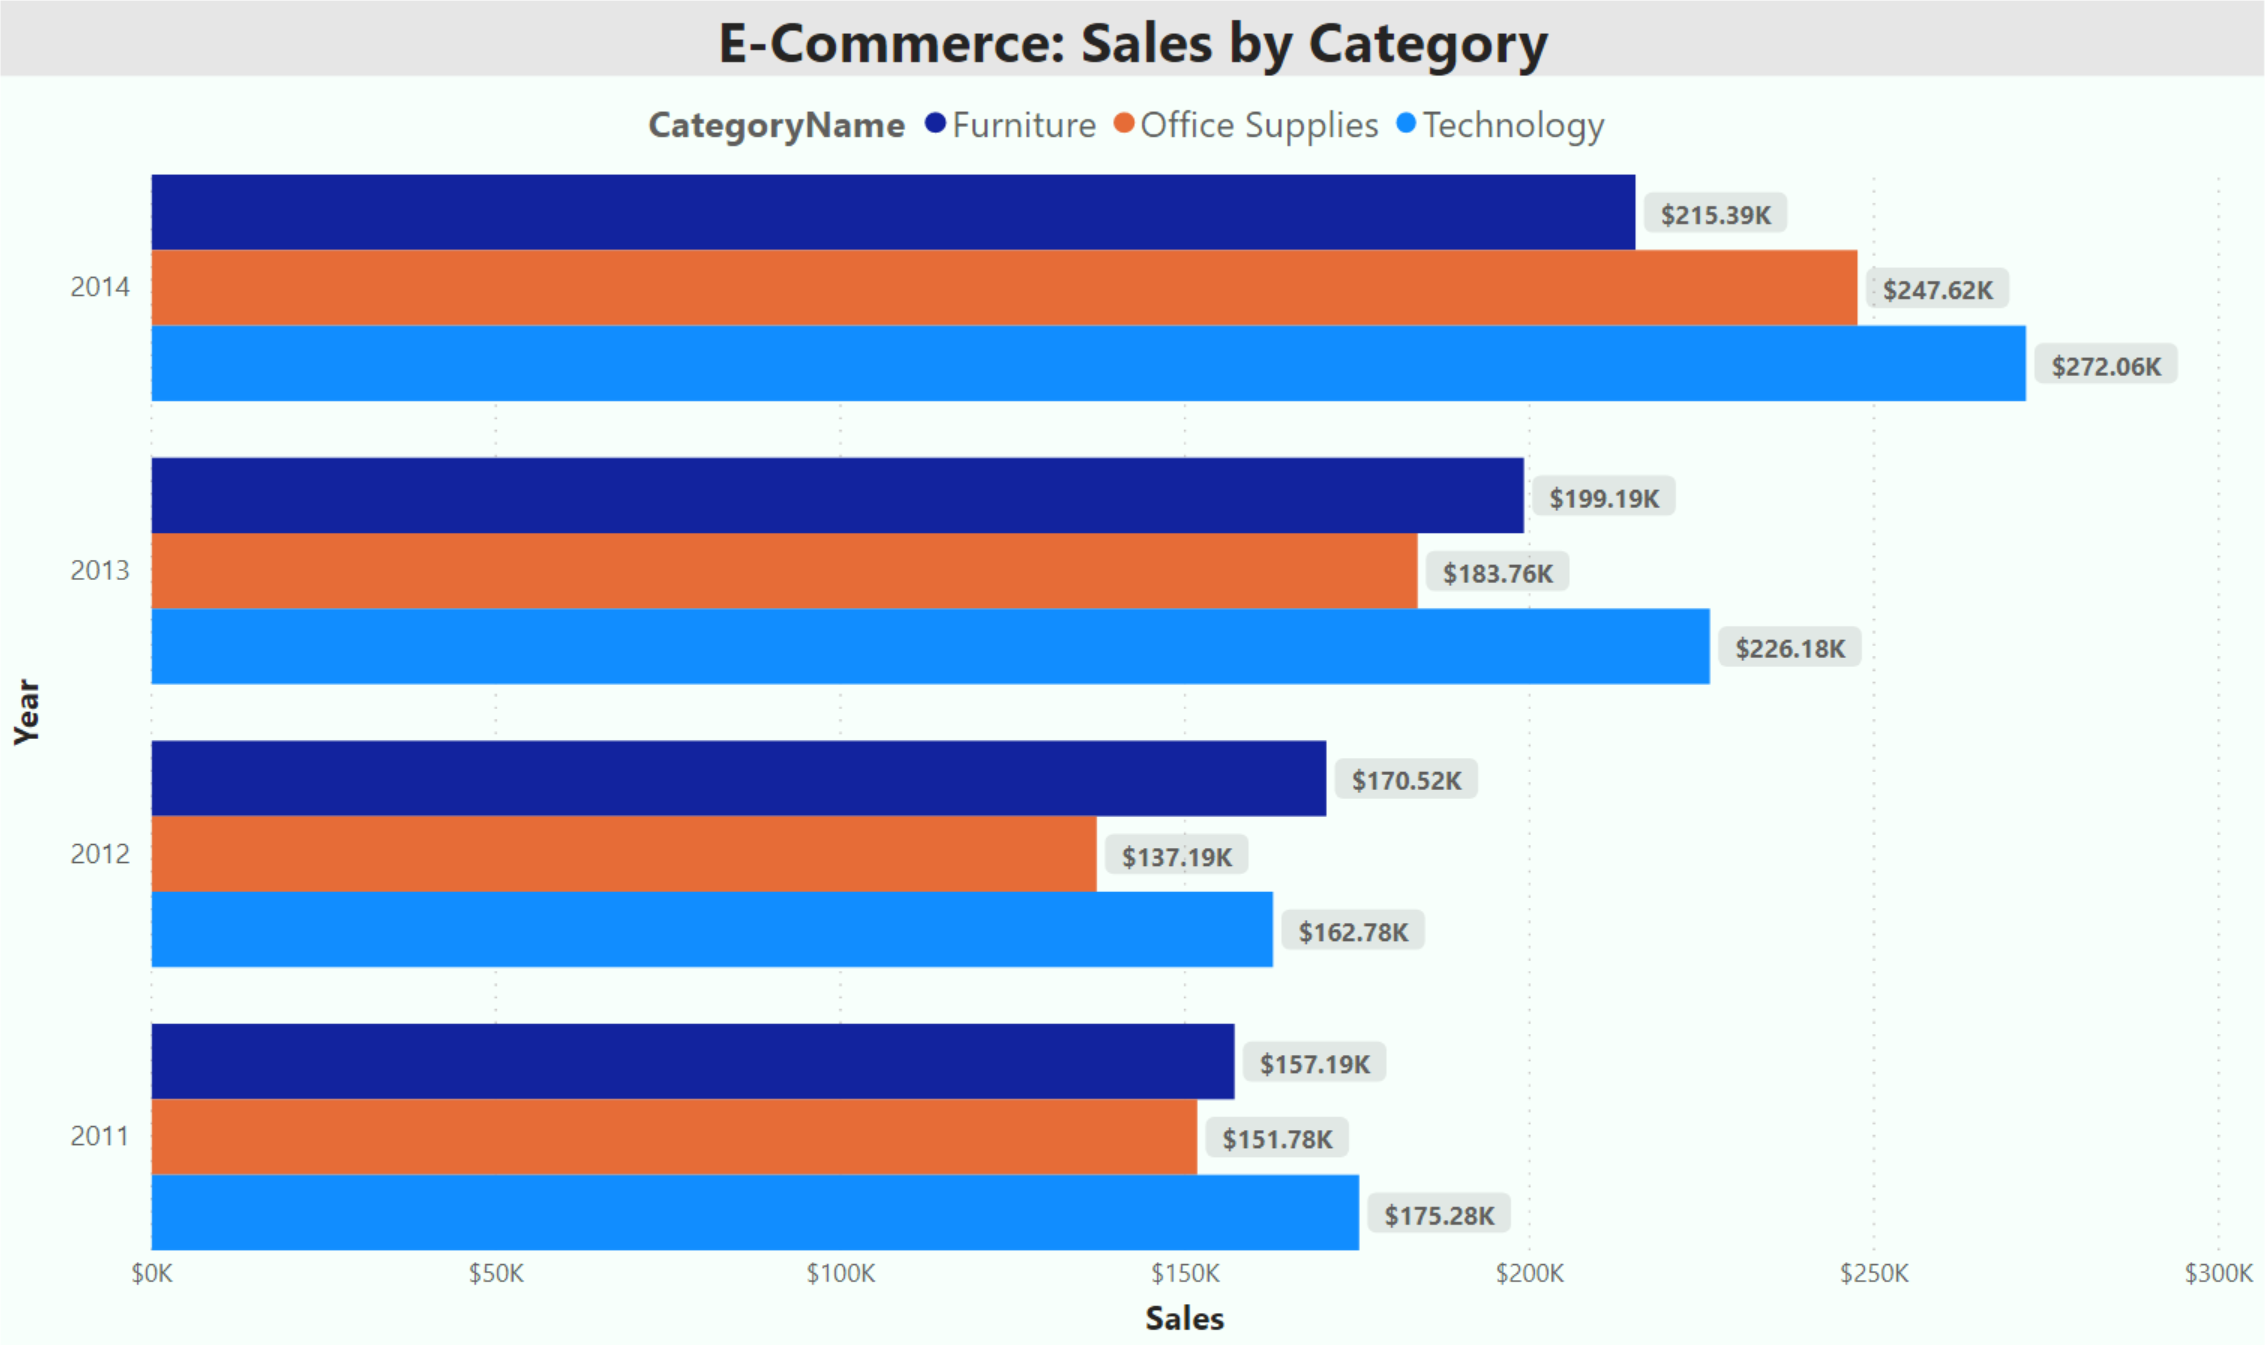 E-Commerce: Sales by Category
CategoryName Furniture Office Supplies Technology
$215.39K
2014
$247.62K
$272.06K
$199.19K
2013
$183.76K
$226.18K
Year
$170.52K
2012
$137.19K
$162.78K
$157.19K
2011
$151.78K
$175.28K
$0K $50K $100K $150K $200K $250K $300K
Sales